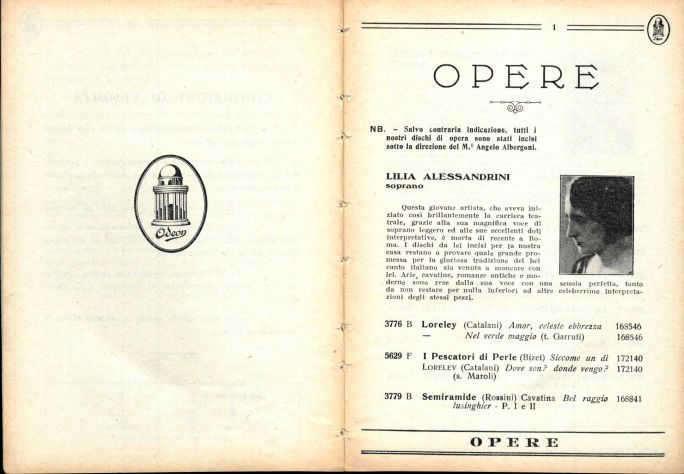 Odeon
1
OPERE
NB. - Salvo contraria indicazione, tutti i
nostri dischi di opera sono stati incisi
sotto la direzione del M.º Angelo Albergoni.
LILIA ALESSANDRINI
soprano
Questa giovane artista, che aveva ini-
ziato così brillantemente la carriera tea-
trale, grazie alla sua magnifica voce di
soprano leggero ed alle sue eccellenti doti
interpretative, è morta di recente a Ro-
ma. I dischi da lei incisi per la nostra
casa restano a provare quale grande pro-
messa per la gloriosa tradizione del bel
canto italiano sia venuta a mancare con
lei. Arie, cavatine, romanze antiche e mo-
derne sono rese dalla sua voce con una scuola perfetta, tanto
da non restare per nulla inferiori ad altre celeberrime interpreta-
zioni degli stessi pezzi.
3776 B Loreley (Catalani) Amor, celeste ebbrezza 168546
— Nel verde maggio (t. Garruti) 168546
5629 F I Pescatori di Perle (Bizet) Siccome un dì 172140
LORELEY (Catalani) Dove son? donde vengo? 172140
(s. Maroli)
3779 B Semiramide (Rossini) Cavatina Bel raggio 168841
lusinghier - P. I e II
OPERE